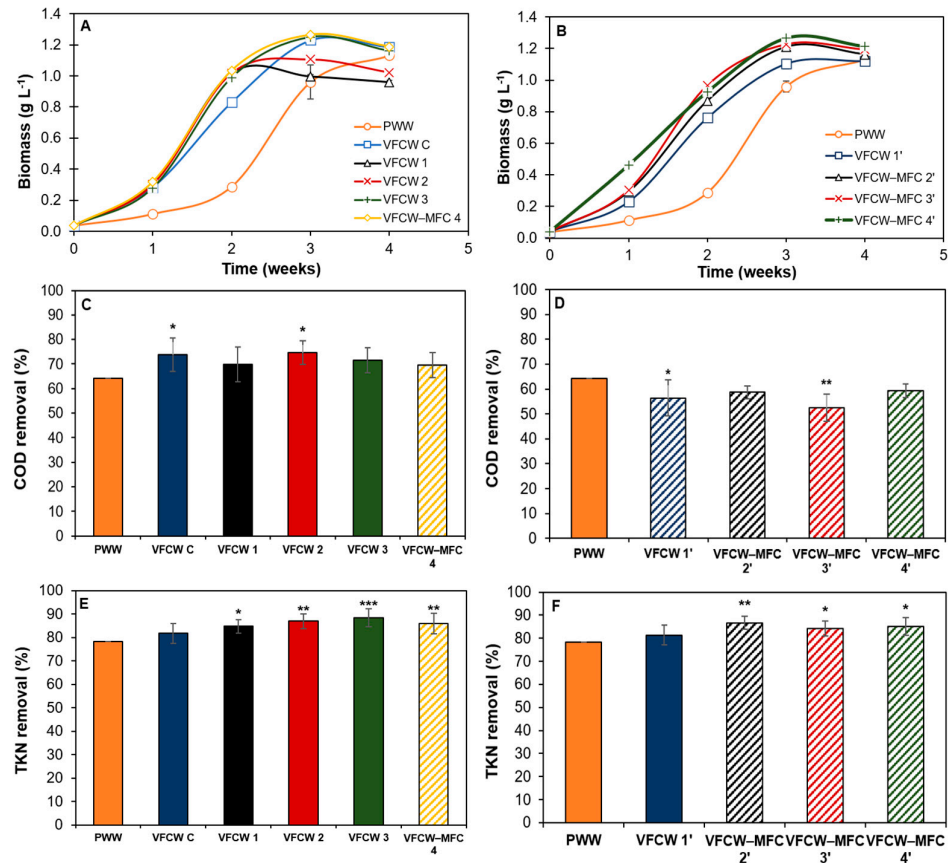 A
Biomass (g L⁻¹)
1.4
1.2
1.0
0.8
0.6
0.4
0.2
0.0
0
1
2
3
4
5
Time (weeks)
PWW
VFCW C
VFCW 1
VFCW 2
VFCW 3
VFCW–MFC 4
B
Biomass (g L⁻¹)
1.4
1.2
1.0
0.8
0.6
0.4
0.2
0.0
0
1
2
3
4
5
Time (weeks)
PWW
VFCW 1'
VFCW–MFC 2'
VFCW–MFC 3'
VFCW–MFC 4'
C
COD removal (%)
100
90
80
70
60
50
40
30
20
10
0
*
*
PWW
VFCW C
VFCW 1
VFCW 2
VFCW 3
VFCW–MFC
4
D
COD removal (%)
100
90
80
70
60
50
40
30
20
10
0
*
**
PWW
VFCW 1'
VFCW–MFC
2'
VFCW–MFC
3'
VFCW–MFC
4'
E
TKN removal (%)
100
90
80
70
60
50
40
30
20
10
0
*
**
***
**
PWW
VFCW C
VFCW 1
VFCW 2
VFCW 3
VFCW–MFC
4
F
TKN removal (%)
100
90
80
70
60
50
40
30
20
10
0
**
*
*
PWW
VFCW 1'
VFCW–MFC
2'
VFCW–MFC
3'
VFCW–MFC
4'